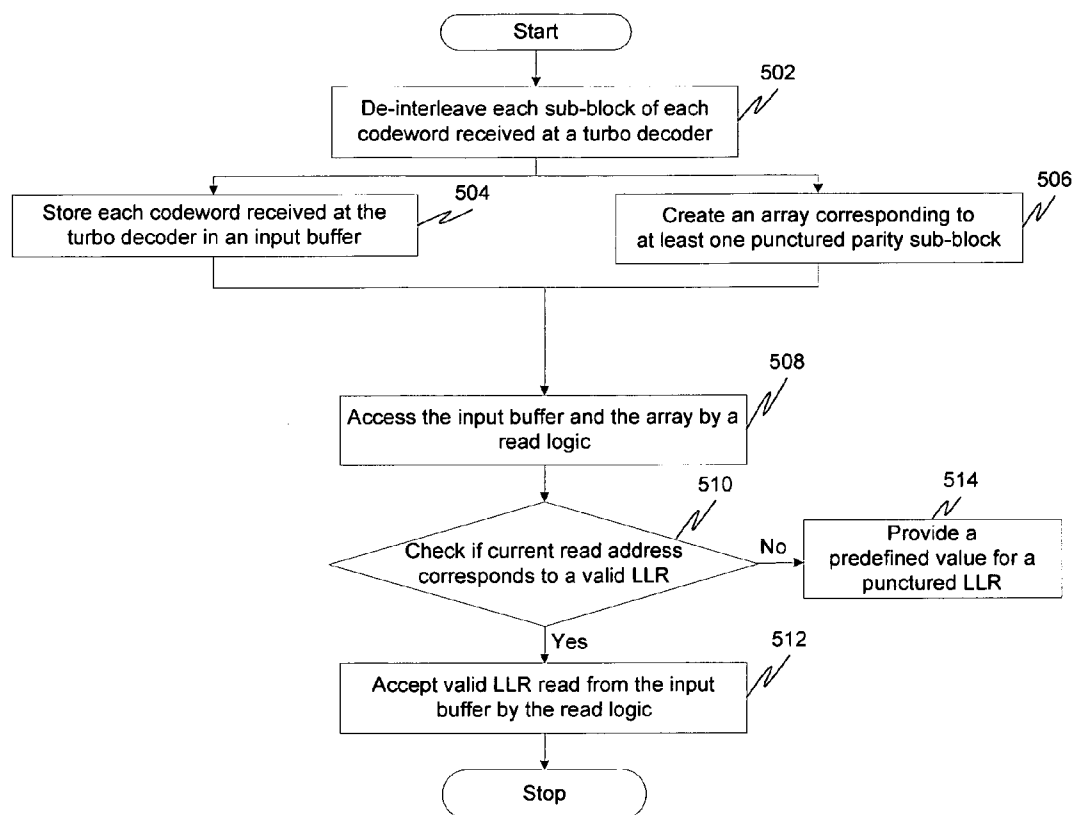 Start
502
De-interleave each sub-block of each
codeword received at a turbo decoder
504
Store each codeword received at the
turbo decoder in an input buffer
506
Create an array corresponding to
at least one punctured parity sub-block
508
Access the input buffer and the array by a
read logic
510
Check if current read address
corresponds to a valid LLR
No
514
Provide a
predefined value for a
punctured LLR
Yes
512
Accept valid LLR read from the input
buffer by the read logic
Stop